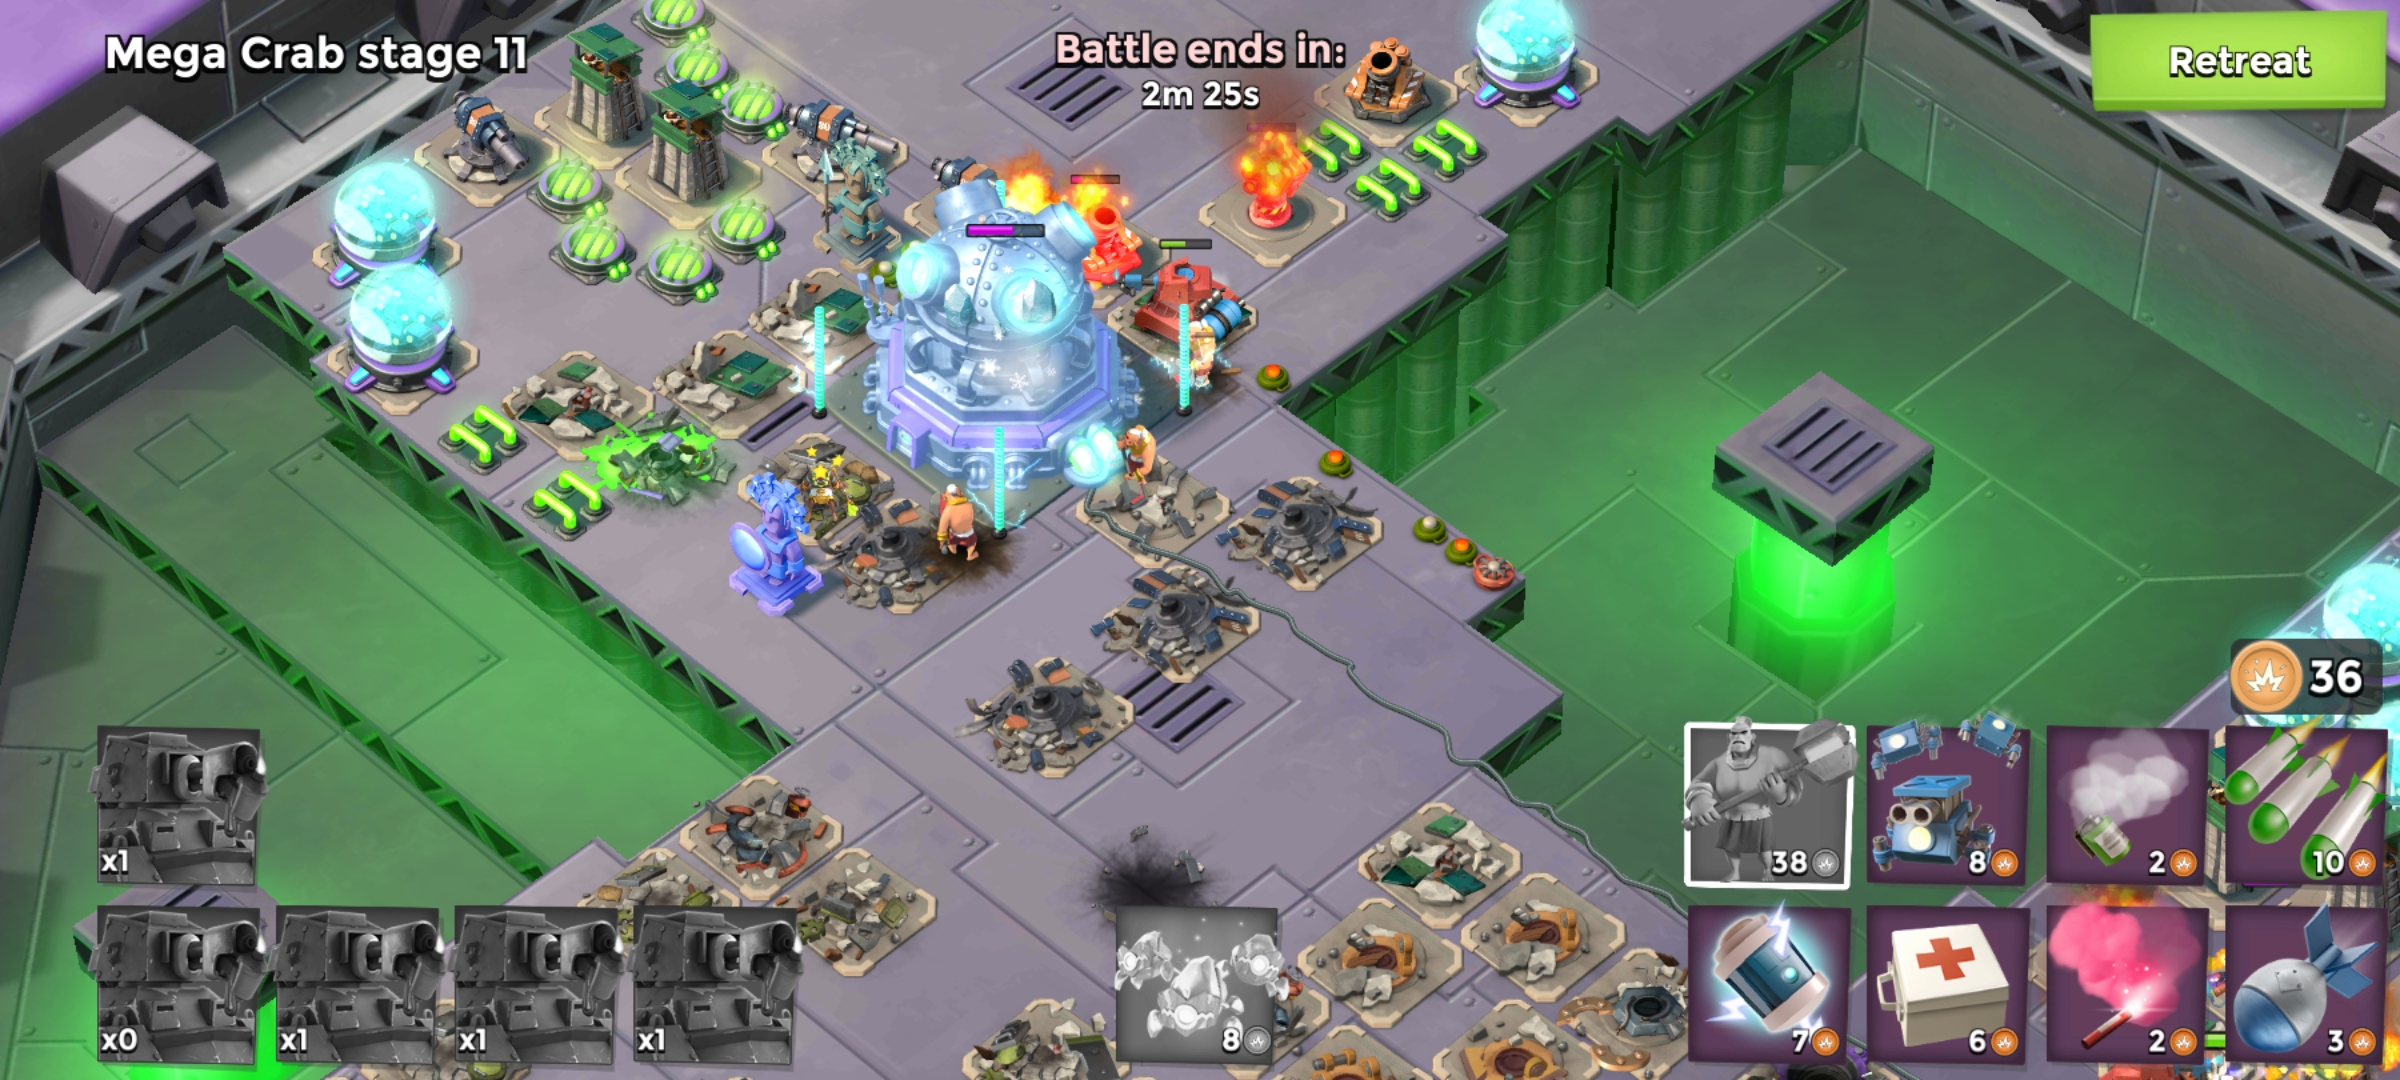 Mega Crab stage 11
Battle ends in:
2m 25s
Retreat
36
x1
38
8
2
10
x0
x1
x1
x1
8
7
6
2
3